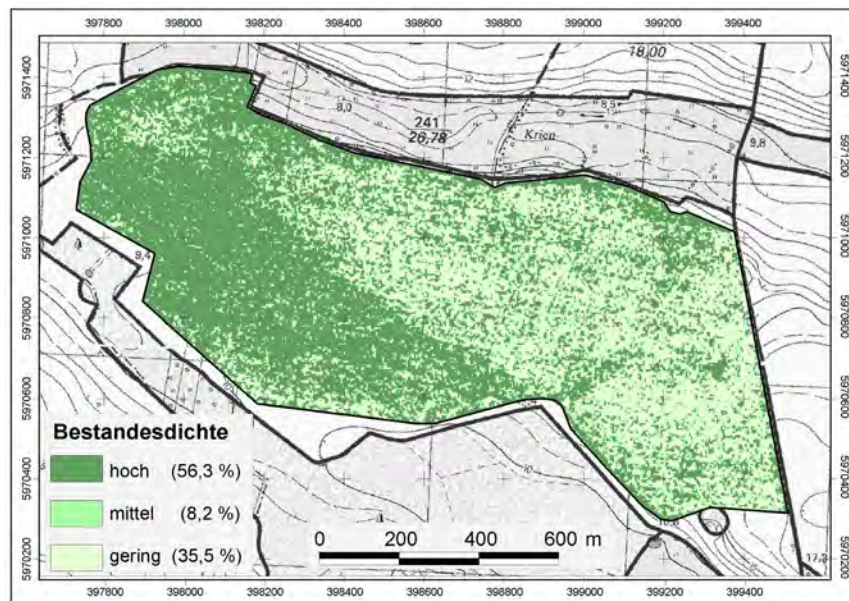 397800 398000 398200 398400 398600 398800 399000 399200 399400
5971400 5971400
18,00
8,0
8,5
241
26,78
Krien
9,8
5971200 5971200
5971000 5971000
9,4
5970800 5970800
5970600 5970600
Bestandesdichte
hoch (56,3 %)
mittel (8,2 %)
gering (35,5 %)
5970400 5970400
0 200 400 600 m
17,3
5970200 5970200
397800 398000 398200 398400 398600 398800 399000 399200 399400